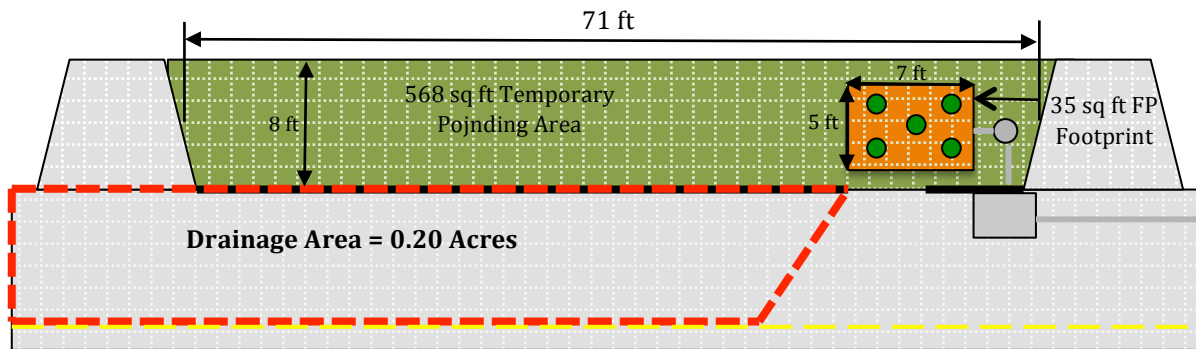 71 ft
568 sq ft Temporary
Pojnding Area
8 ft
7 ft
5 ft
35 sq ft FP
Footprint
Drainage Area = 0.20 Acres